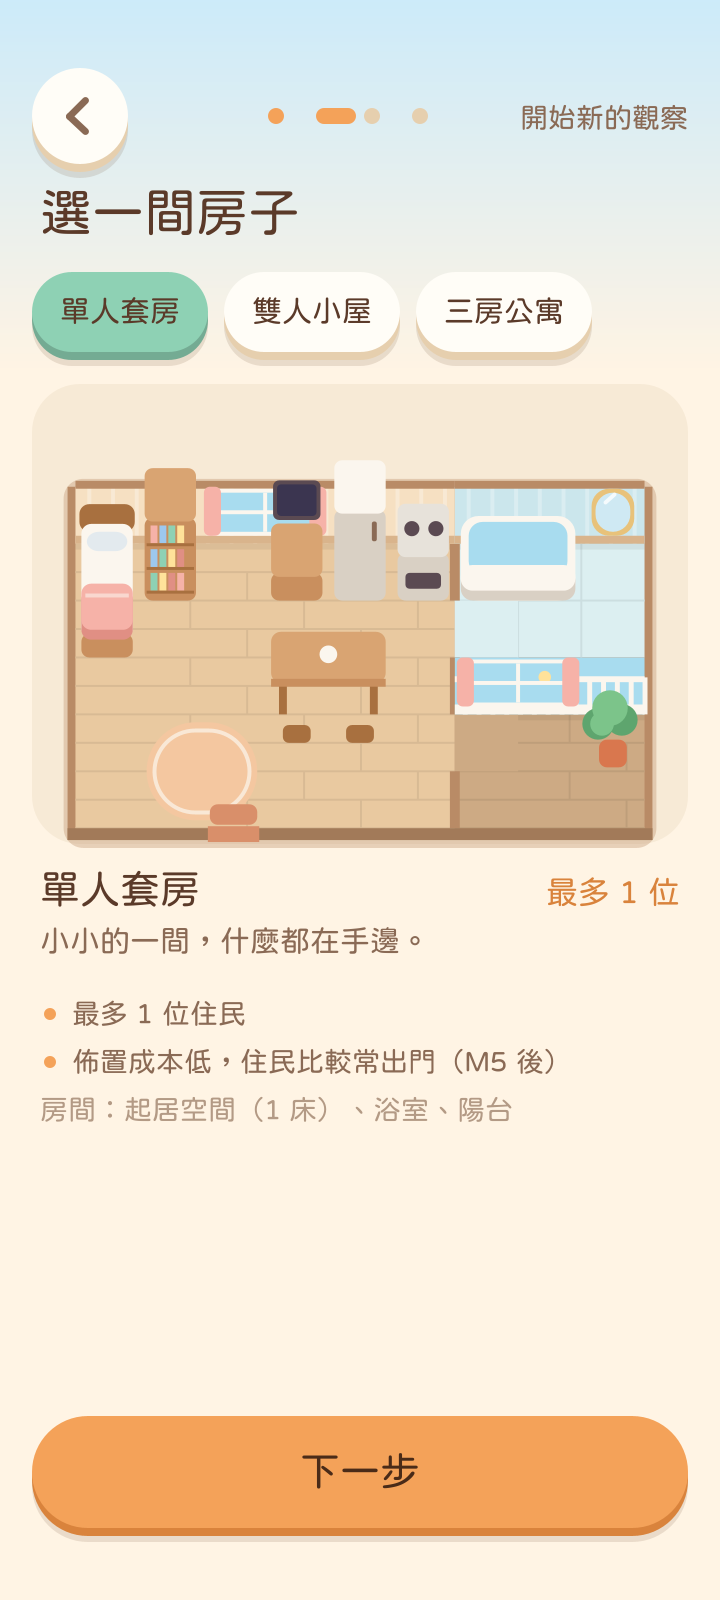 開始新的觀察
選一間房子
單人套房
雙人小屋
三房公寓
單人套房
最多 1 位
小小的一間，什麼都在手邊。
最多 1 位住民
佈置成本低，住民比較常出門（M5 後）
房間：起居空間（1 床）、浴室、陽台
下一步